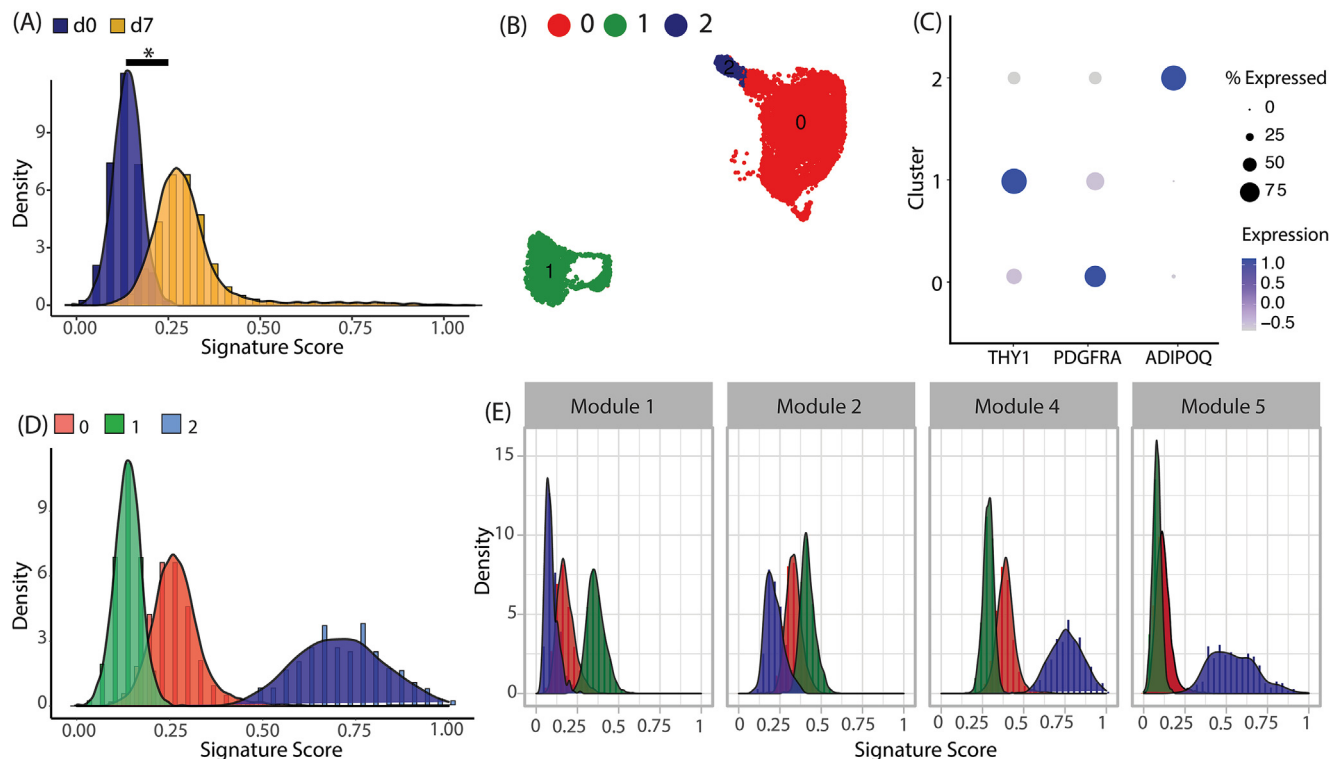 (A) d0 d7
*
9
6
3
0
Density
0.00 0.25 0.50 0.75 1.00
Signature Score
(B) 0 1 2
2
0
1
(C)
2
1
0
Cluster
THY1 PDGFRA ADIPOQ
% Expressed
0
25
50
75
Expression
1.0
0.5
0.0
−0.5
(D) 0 1 2
9
6
3
0
Density
0.00 0.25 0.50 0.75 1.00
Signature Score
(E)
Module 1 Module 2 Module 4 Module 5
15
10
5
0
Density
0 0.25 0.5 0.75 1 0 0.25 0.5 0.75 1 0 0.25 0.5 0.75 1 0 0.25 0.5 0.75 1
Signature Score